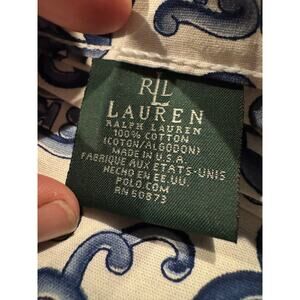 RLL
LAUREN
RALPH LAUREN
100% COTTON
(COTON/ALGODON)
MADE IN U.S.A.
FABRIQUE AUX ETATS-UNIS
HECHO EN EE.UU.
POLO.COM
RN 50873